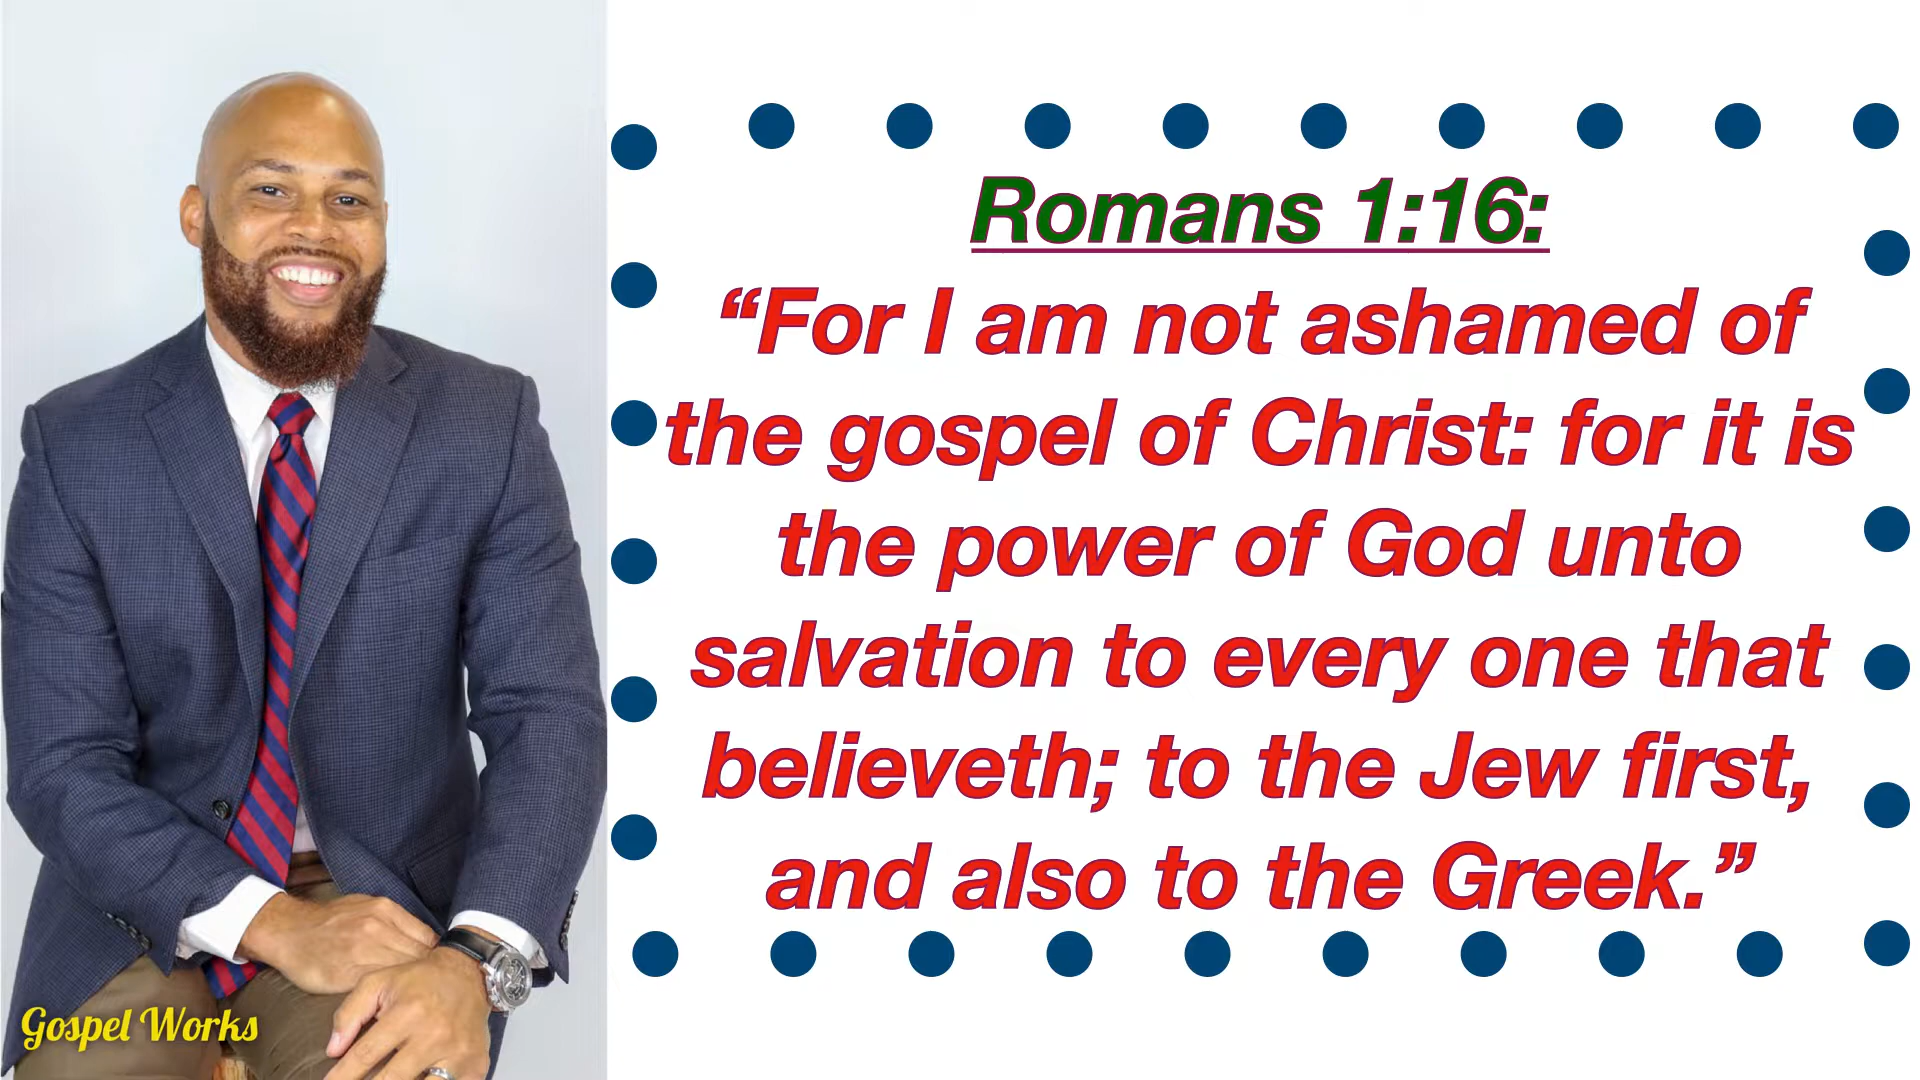 Romans 1:16:
“For I am not ashamed of
the gospel of Christ: for it is
the power of God unto
salvation to every one that
believeth; to the Jew first,
and also to the Greek.”
Gospel Works